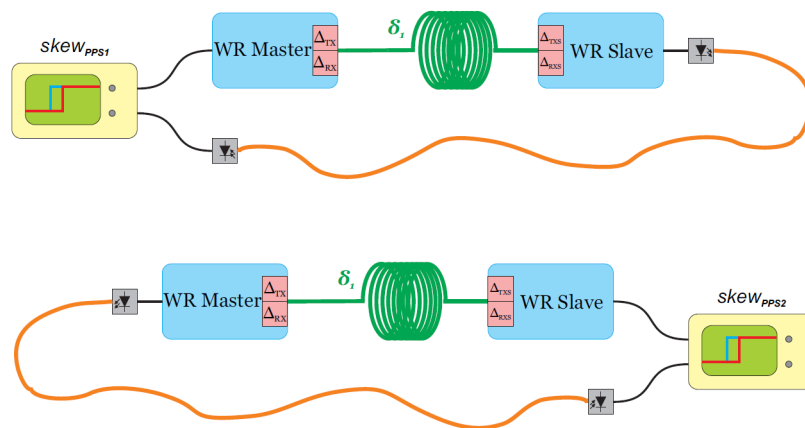 skewPPS1
WR Master
ΔTX
ΔRX
δ1
ΔTXS
ΔRXS
WR Slave
WR Master
ΔTX
ΔRX
δ1
ΔTXS
ΔRXS
WR Slave
skewPPS2